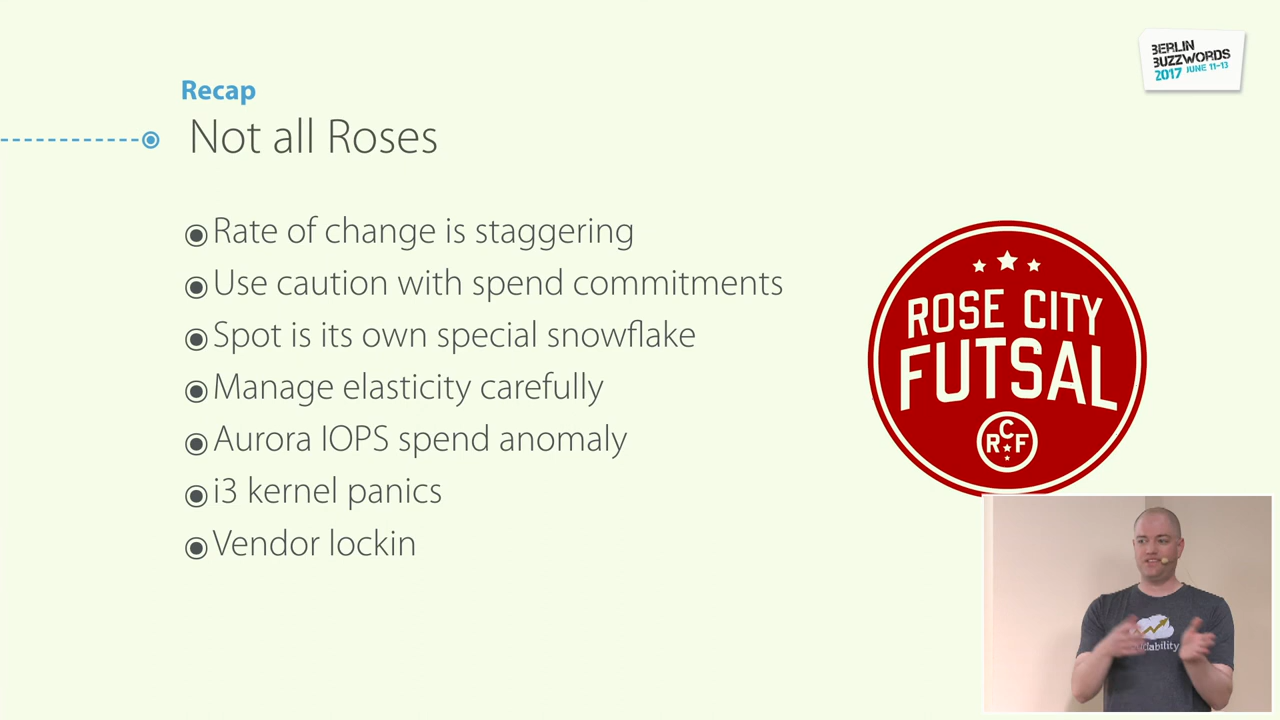 BERLIN
BUZZWORDS
2017 JUNE 11-13
Recap
Not all Roses
Rate of change is staggering
Use caution with spend commitments
Spot is its own special snowflake
Manage elasticity carefully
Aurora IOPS spend anomaly
i3 kernel panics
Vendor lockin
ROSE CITY
FUTSAL
RCF